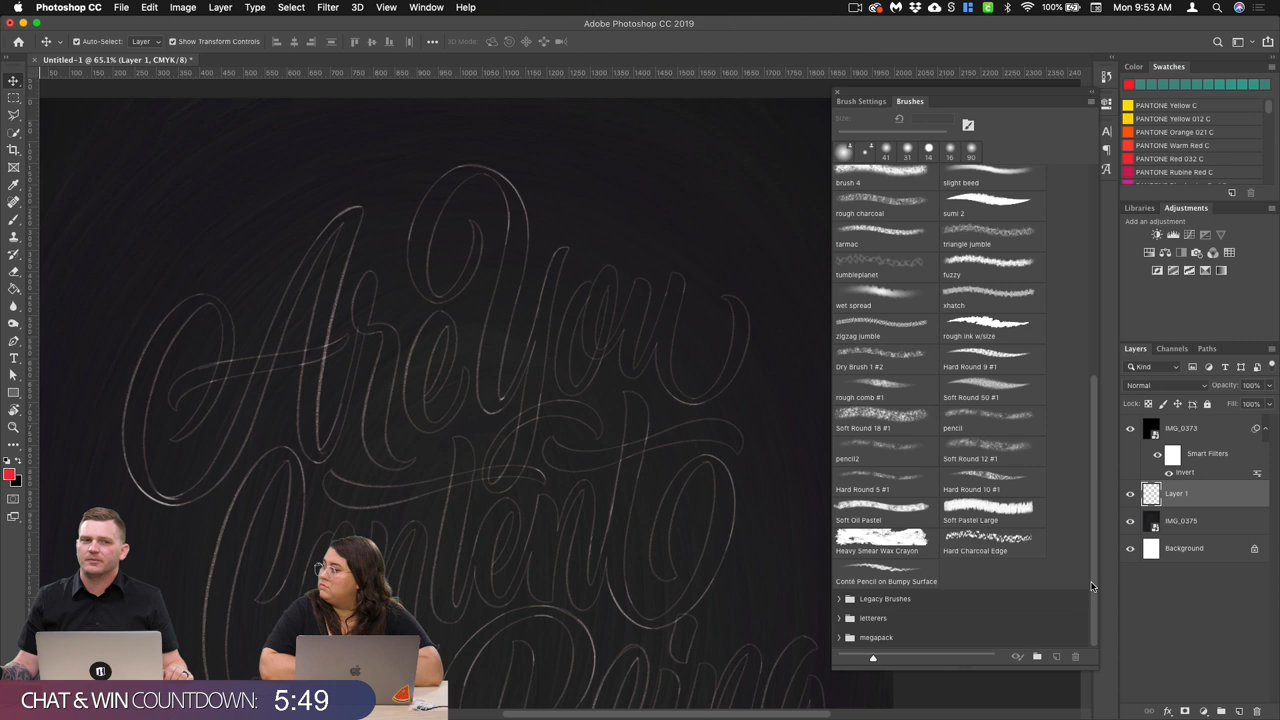 Photoshop CC File Edit Image Layer Type Select Filter 3D View Window Help 100% Mon 9:53 AM
Adobe Photoshop CC 2019
Auto-Select: Layer Show Transform Controls 3D Mode:
Untitled-1 @ 65.1% (Layer 1, CMYK/8) *
Brush Settings Brushes
Size:
41 31 14 16 90
brush 4 slight beed
rough charcoal sumi 2
tarmac triangle jumble
tumbleplanet fuzzy
wet spread xhatch
zigzag jumble rough ink w/size
Dry Brush 1 #2 Hard Round 9 #1
rough comb #1 Soft Round 50 #1
Soft Round 18 #1 pencil
pencil2 Soft Round 12 #1
Hard Round 5 #1 Hard Round 10 #1
Soft Oil Pastel Soft Pastel Large
Heavy Smear Wax Crayon Hard Charcoal Edge
Conté Pencil on Bumpy Surface
Legacy Brushes
letterers
megapack
Color Swatches
PANTONE Yellow C
PANTONE Yellow 012 C
PANTONE Orange 021 C
PANTONE Warm Red C
PANTONE Red 032 C
PANTONE Rubine Red C
Libraries Adjustments
Add an adjustment
Layers Channels Paths
Kind
Normal Opacity: 100%
Lock: Fill: 100%
IMG_0373
Smart Filters
Invert
Layer 1
IMG_0375
Background
Are You
CHAT & WIN COUNTDOWN: 5:49